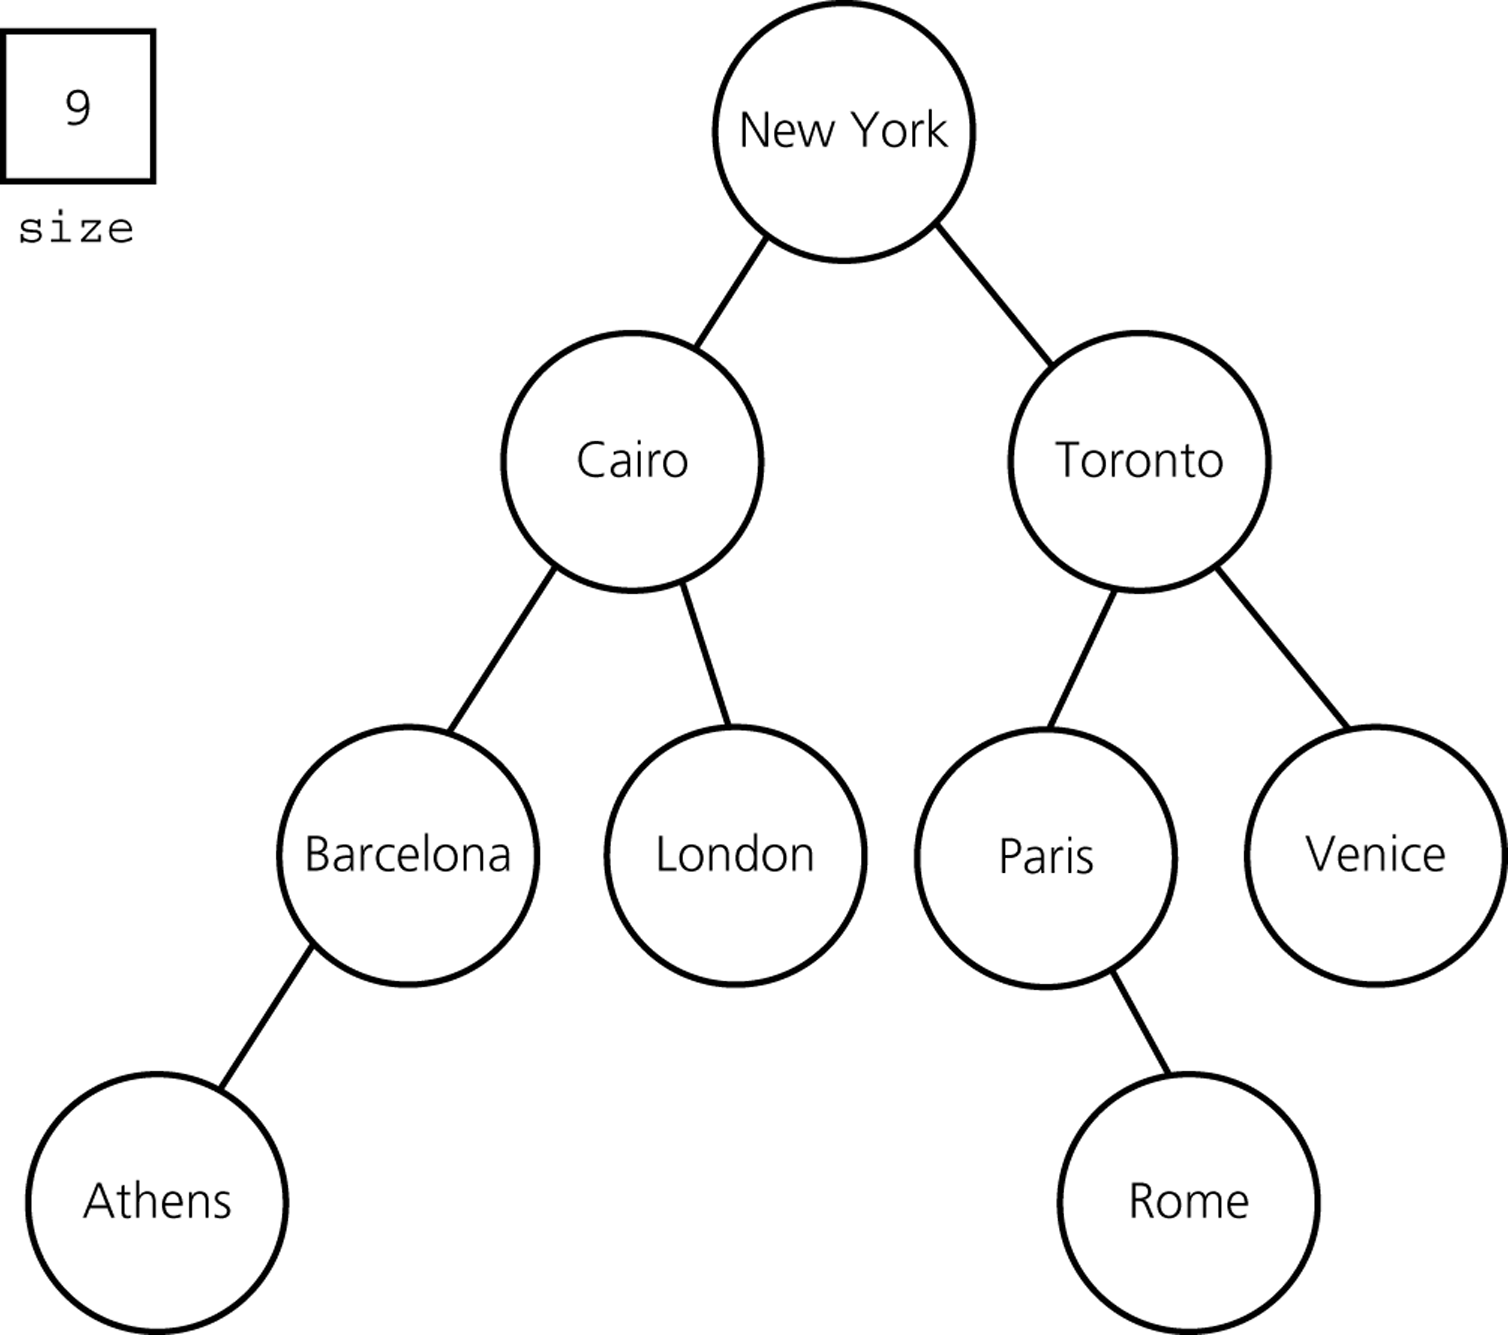 9
size
New York
Cairo
Toronto
Barcelona
London
Paris
Venice
Athens
Rome